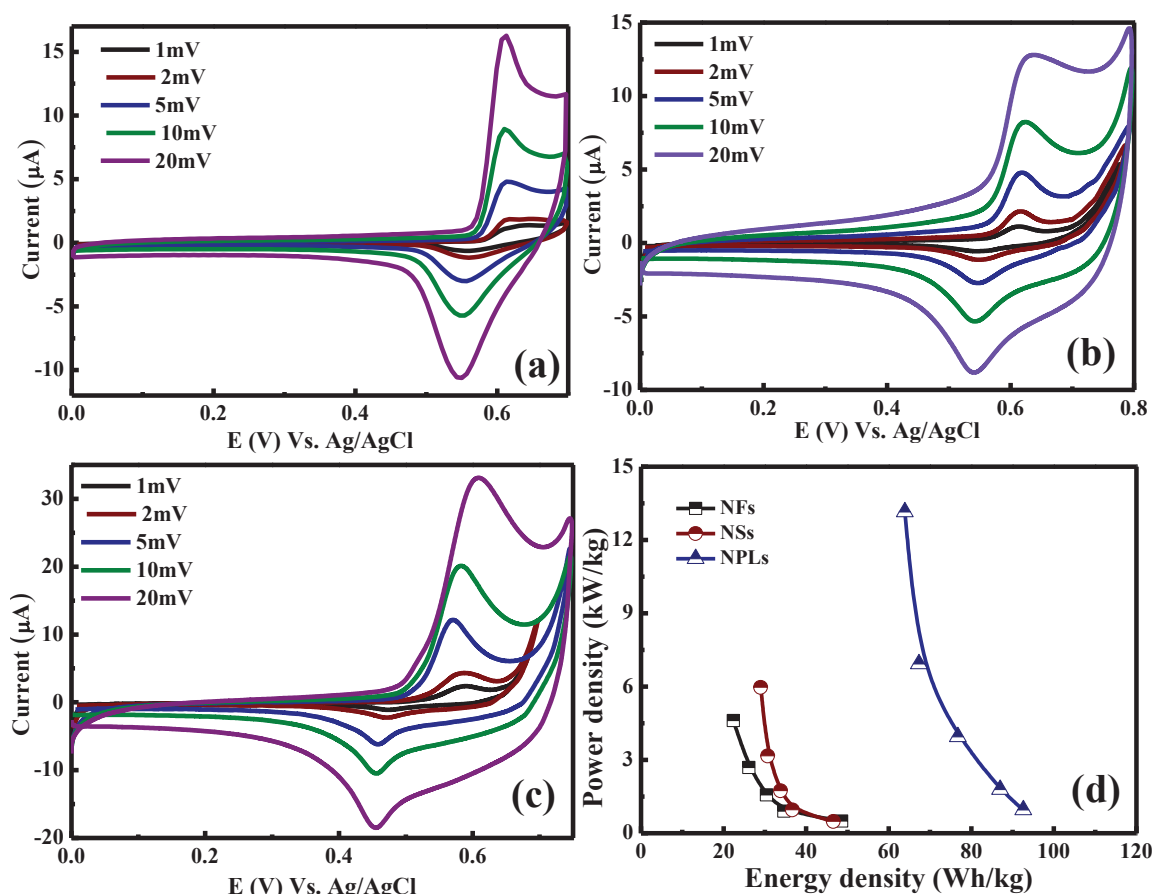 15
10
5
0
-5
-10
Current (μA)
1mV
2mV
5mV
10mV
20mV
(a)
0.0 0.2 0.4 0.6
E (V) Vs. Ag/AgCl
(b)
15
10
5
0
-5
-10
Current (μA)
1mV
2mV
5mV
10mV
20mV
(b)
0.0 0.2 0.4 0.6 0.8
E (V) Vs. Ag/AgCl
30
20
10
0
-10
-20
Current (μA)
1mV
2mV
5mV
10mV
20mV
(c)
0.0 0.2 0.4 0.6
E (V) Vs. Ag/AgCl
15
12
9
6
3
0
Power density (kW/kg)
NFs
NSs
NPLs
(d)
0 20 40 60 80 100 120
Energy density (Wh/kg)